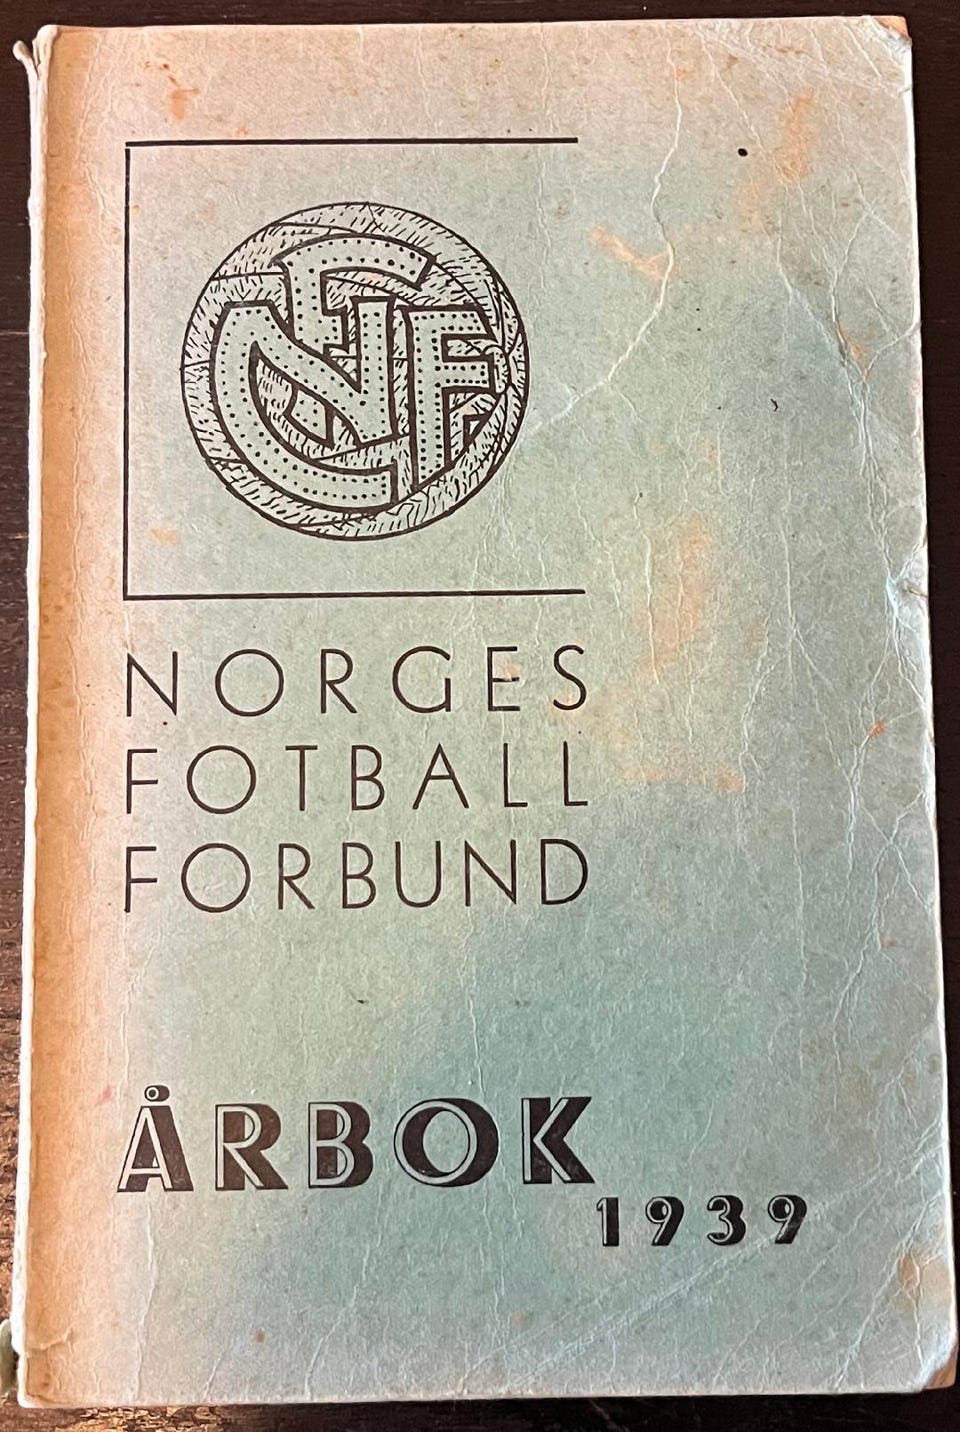 NFF
NORGES
FOTBALL
FORBUND
ÅRBOK
1939